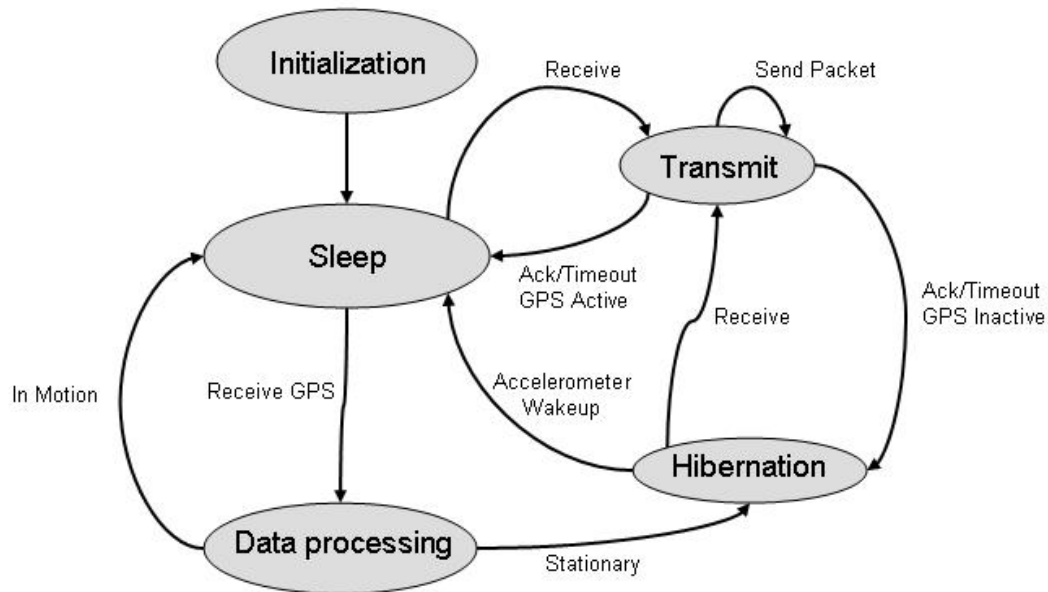 Initialization
Receive
Send Packet
Transmit
Sleep
Ack/Timeout
GPS Active
Ack/Timeout
GPS Inactive
Receive
In Motion
Receive GPS
Accelerometer
Wakeup
Hibernation
Data processing
Stationary